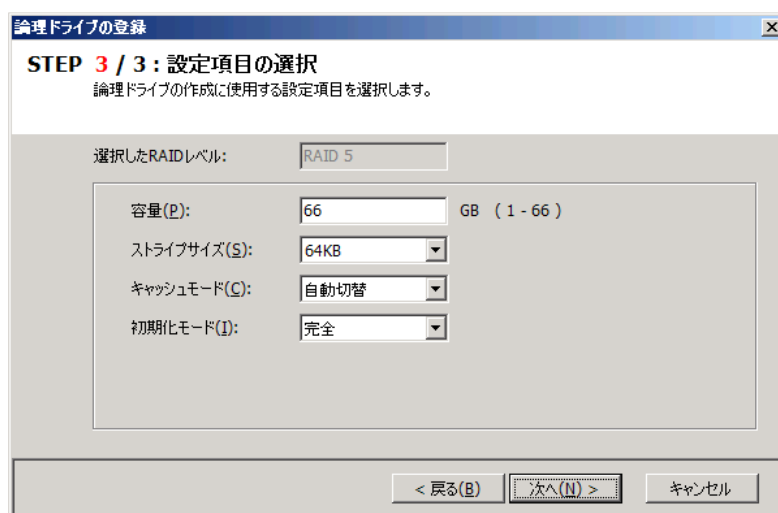 論理ドライブの登録
STEP 3 / 3 : 設定項目の選択
論理ドライブの作成に使用する設定項目を選択します。
選択したRAIDレベル: RAID 5
容量(P): 66 GB ( 1 - 66 )
ストライプサイズ(S): 64KB
キャッシュモード(C): 自動切替
初期化モード(I): 完全
< 戻る(B) 次へ(N) > キャンセル